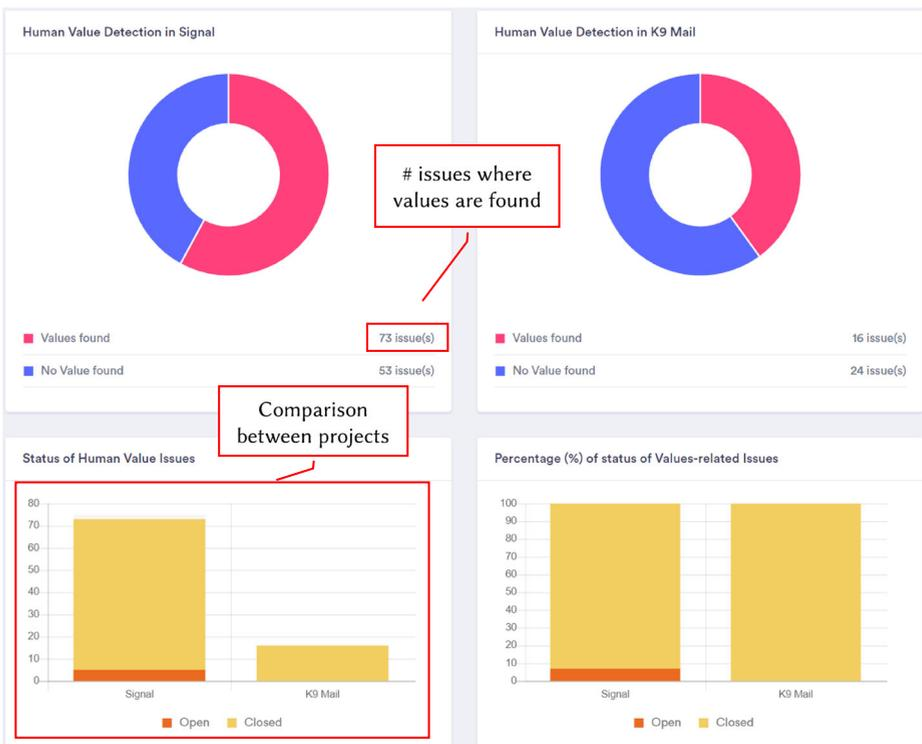 Human Value Detection in Signal
Human Value Detection in K9 Mail
# issues where
values are found
Values found
73 issue(s)
No Value found
53 issue(s)
Values found
16 issue(s)
No Value found
24 issue(s)
Comparison
between projects
Status of Human Value Issues
80
70
60
50
40
30
20
10
0
Signal
K9 Mail
Open
Closed
Percentage (%) of status of Values-related Issues
100
90
80
70
60
50
40
30
20
10
0
Signal
K9 Mail
Open
Closed